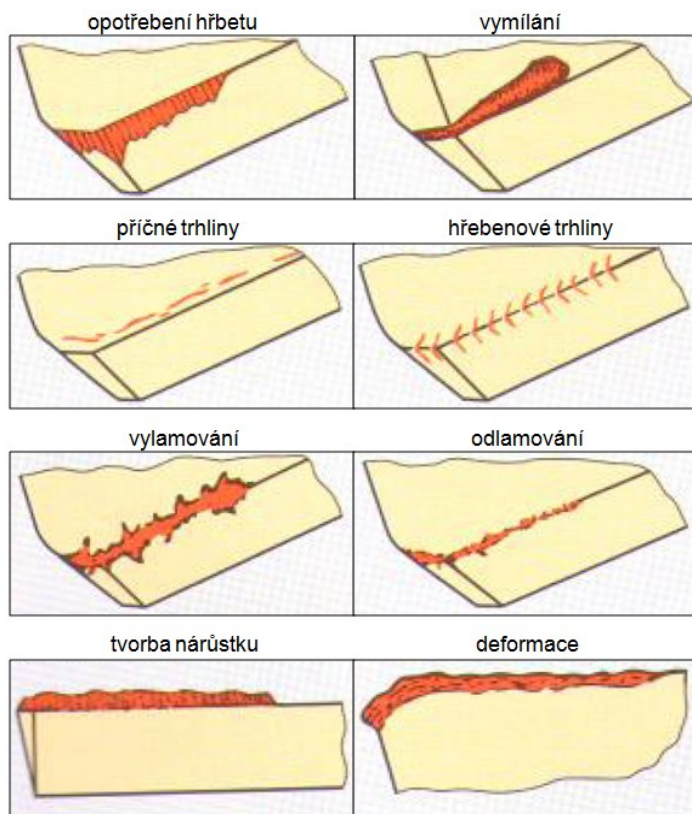 opotřebení hřbetu
vymílání
příčné trhliny
hřebenové trhliny
vylamování
odlamování
tvorba nárůstku
deformace